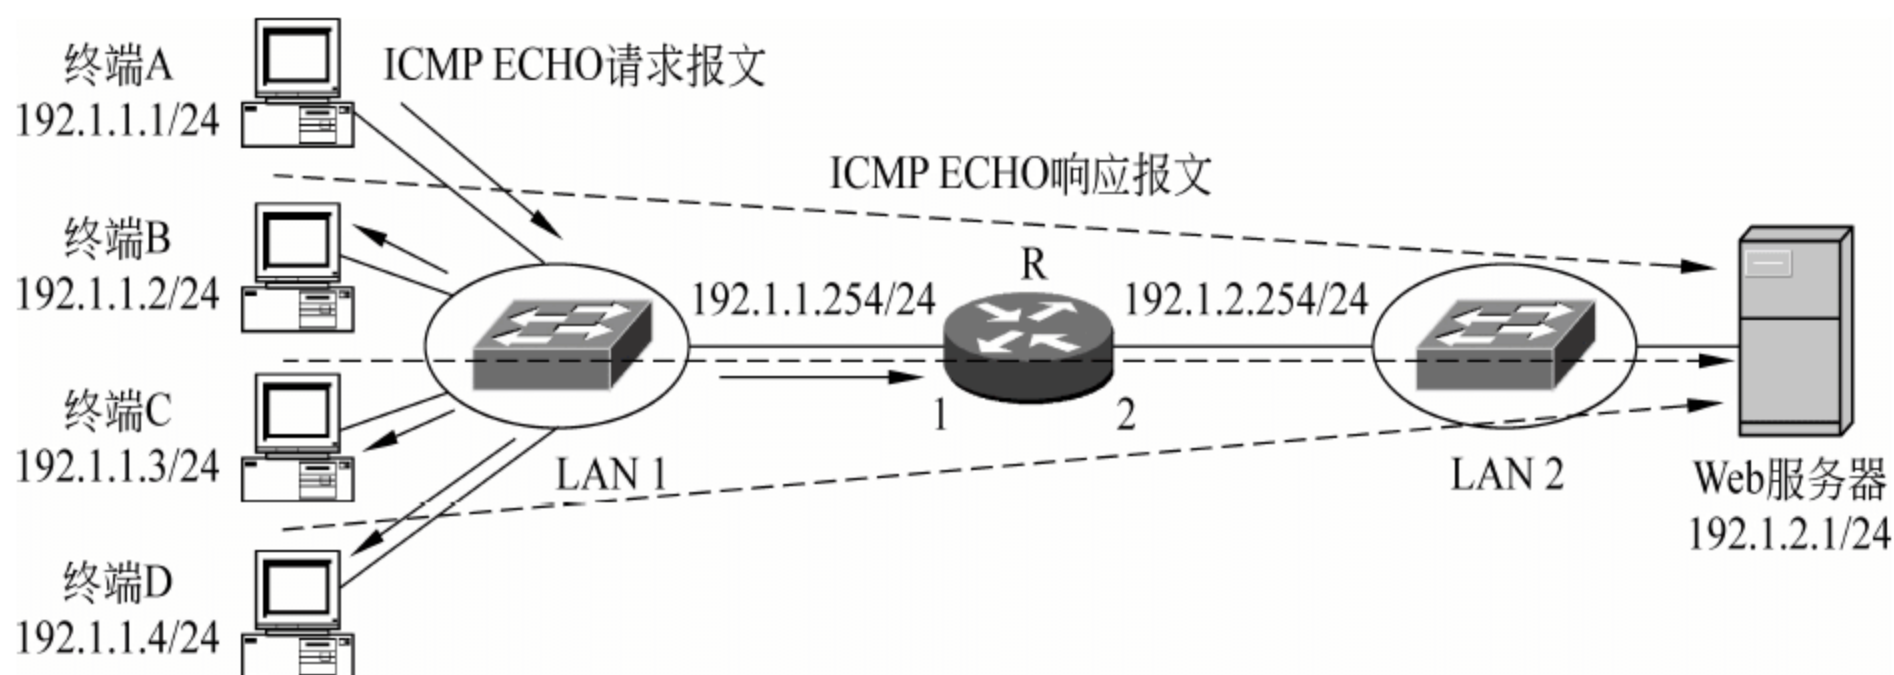 终端A
192.1.1.1/24
ICMP ECHO请求报文
ICMP ECHO响应报文
终端B
192.1.1.2/24
192.1.1.254/24
R
192.1.2.254/24
1
2
终端C
192.1.1.3/24
LAN 1
LAN 2
Web服务器
192.1.2.1/24
终端D
192.1.1.4/24